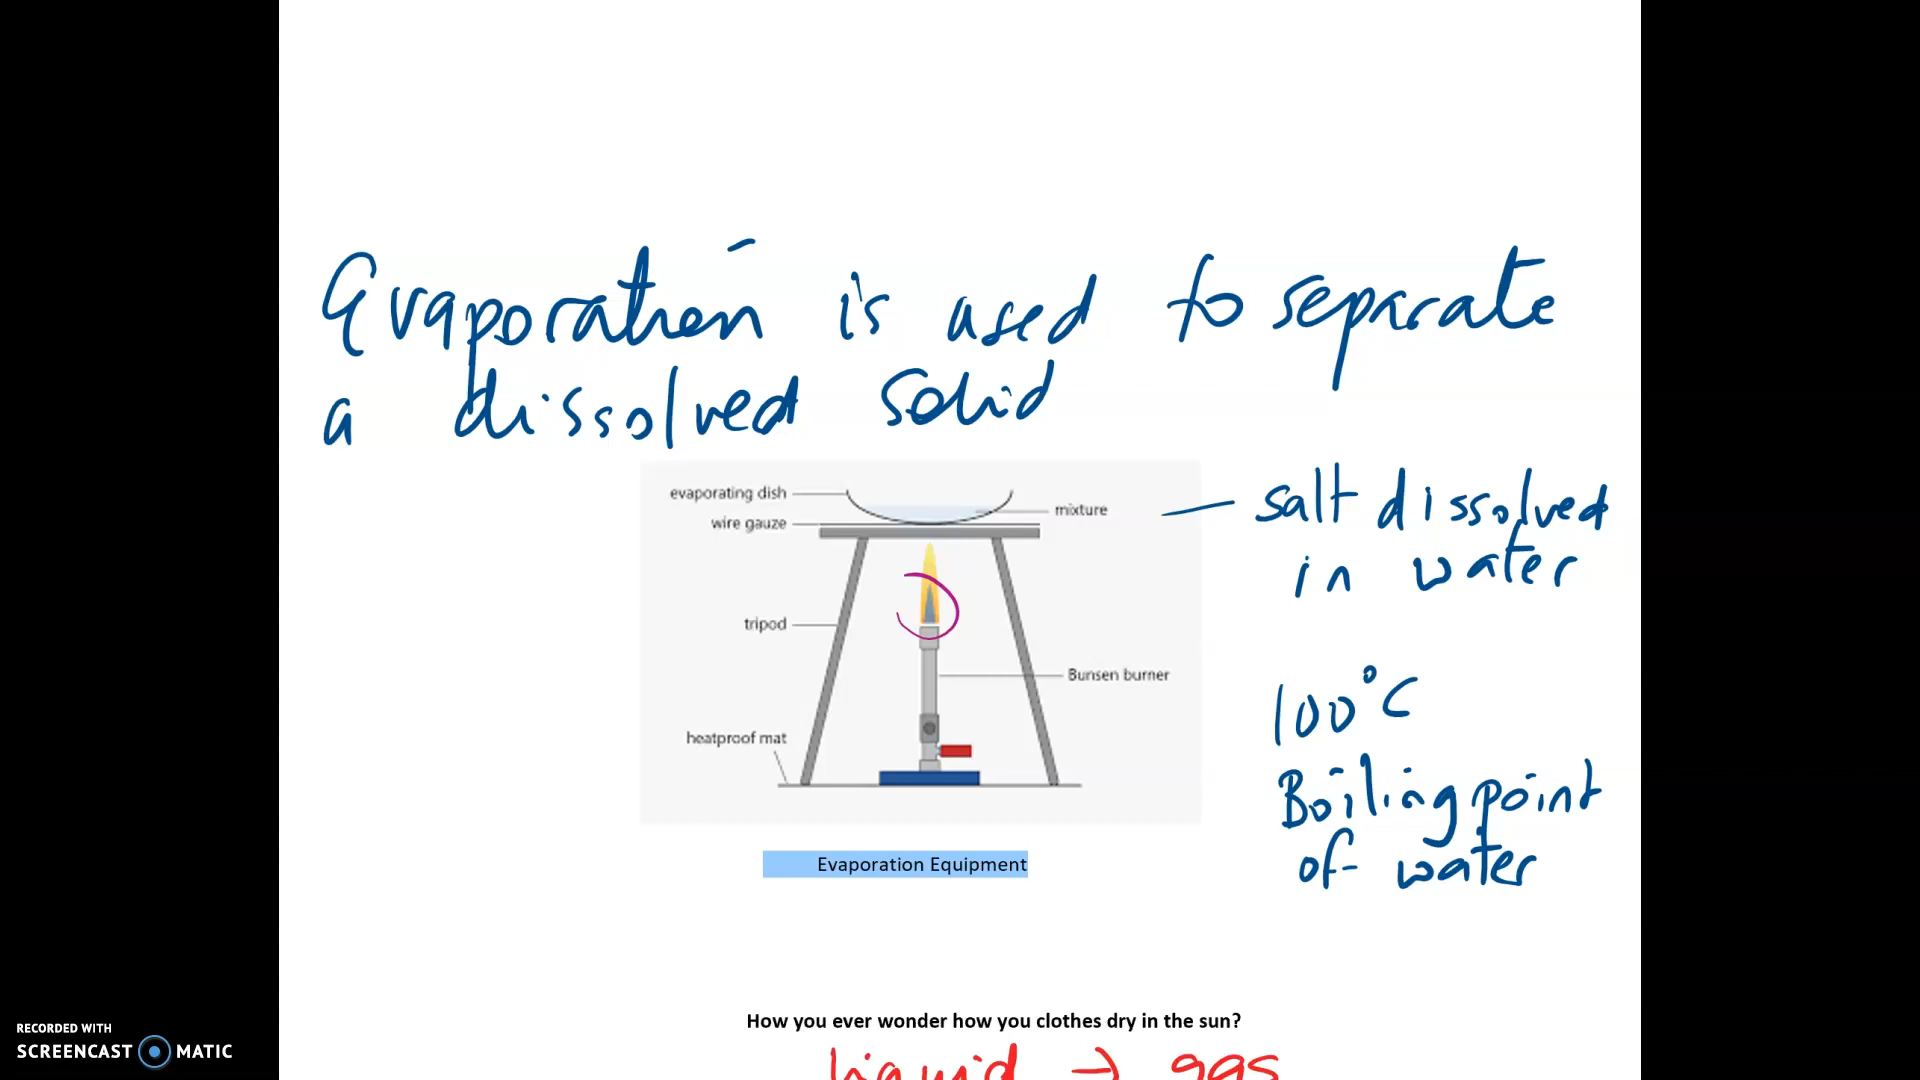 Evaporation is used to separate
a dissolved solid
evaporating dish
wire gauze
mixture
salt dissolved
in water
tripod
Bunsen burner
heatproof mat
100°C
Boiling point
of water
Evaporation Equipment
How you ever wonder how you clothes dry in the sun?
liquid → gas
RECORDED WITH
SCREENCAST MATIC